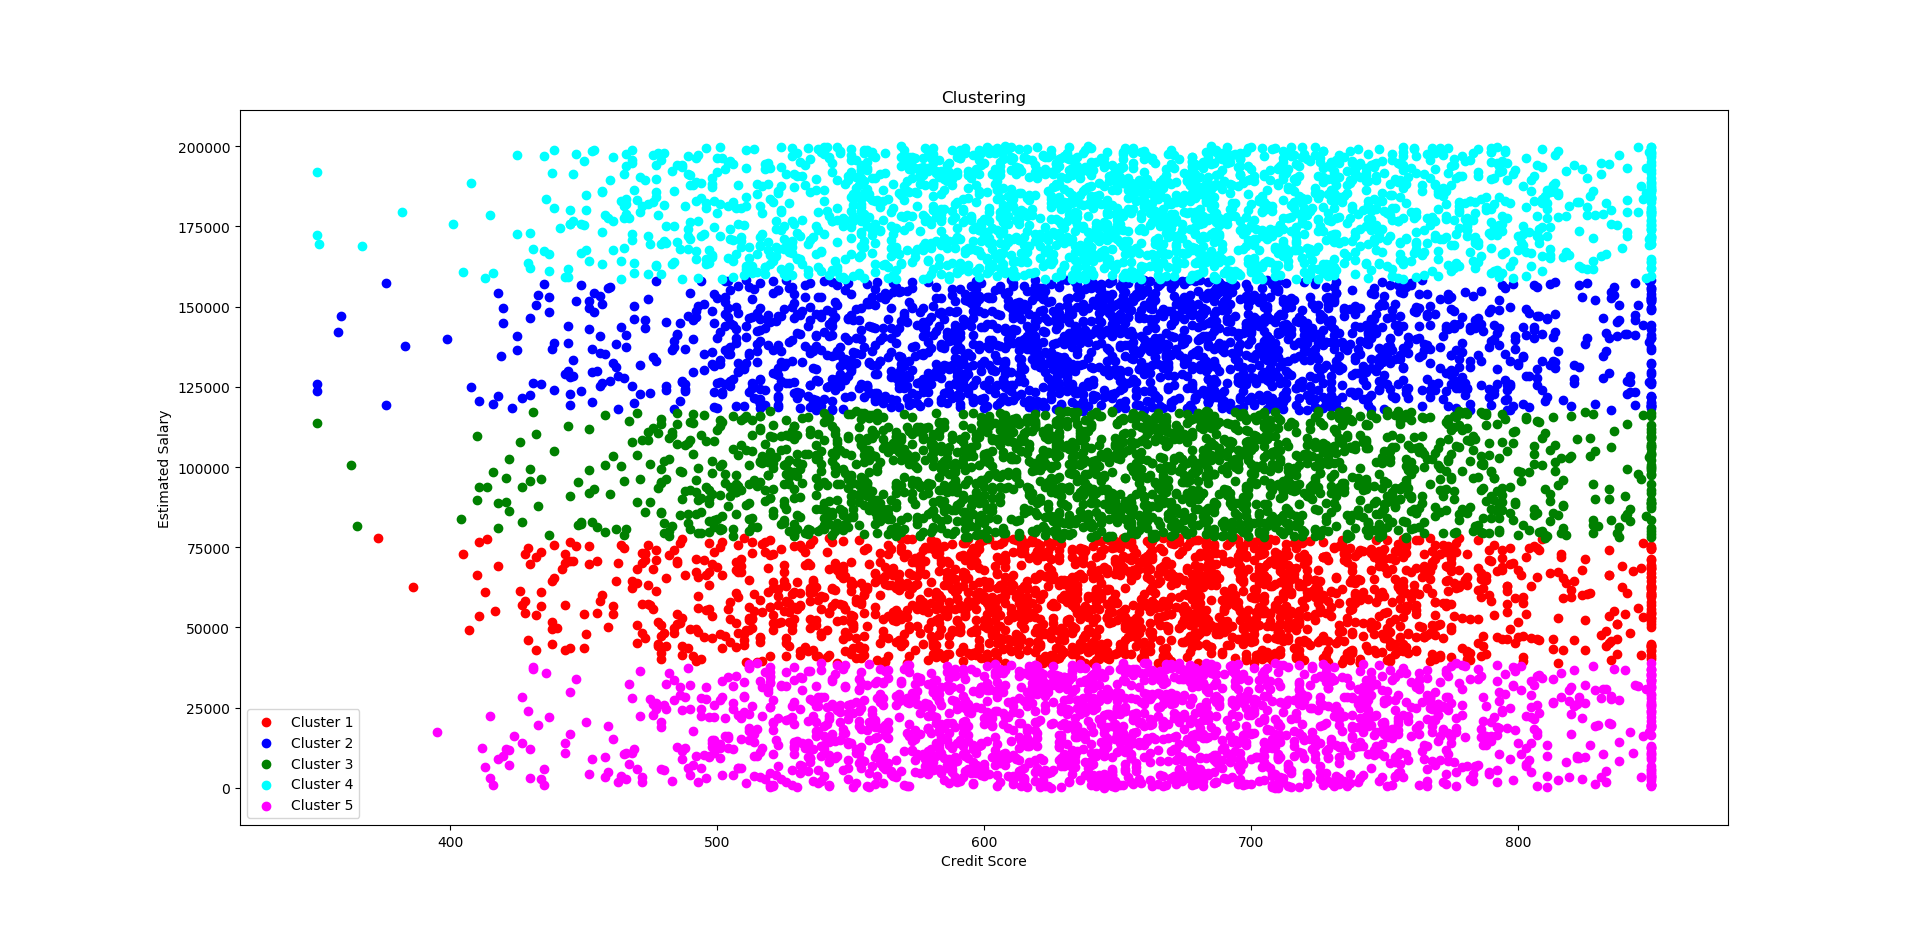 Clustering
200000
175000
150000
125000
100000
75000
50000
25000
0
Estimated Salary
Cluster 1
Cluster 2
Cluster 3
Cluster 4
Cluster 5
400 500 600 700 800
Credit Score